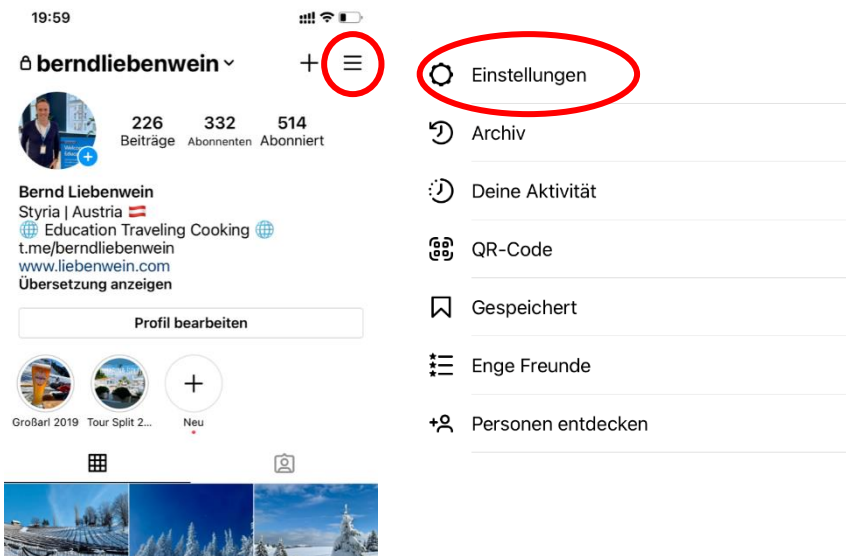 19:59
berndliebenwein
226 332 514
Beiträge Abonnenten Abonniert
Bernd Liebenwein
Styria | Austria 🇦🇹
🌐 Education Traveling Cooking 🌐
t.me/berndliebenwein
www.liebenwein.com
Übersetzung anzeigen
Profil bearbeiten
Großarl 2019 Tour Split 2... Neu
Einstellungen
Archiv
Deine Aktivität
QR-Code
Gespeichert
Enge Freunde
Personen entdecken